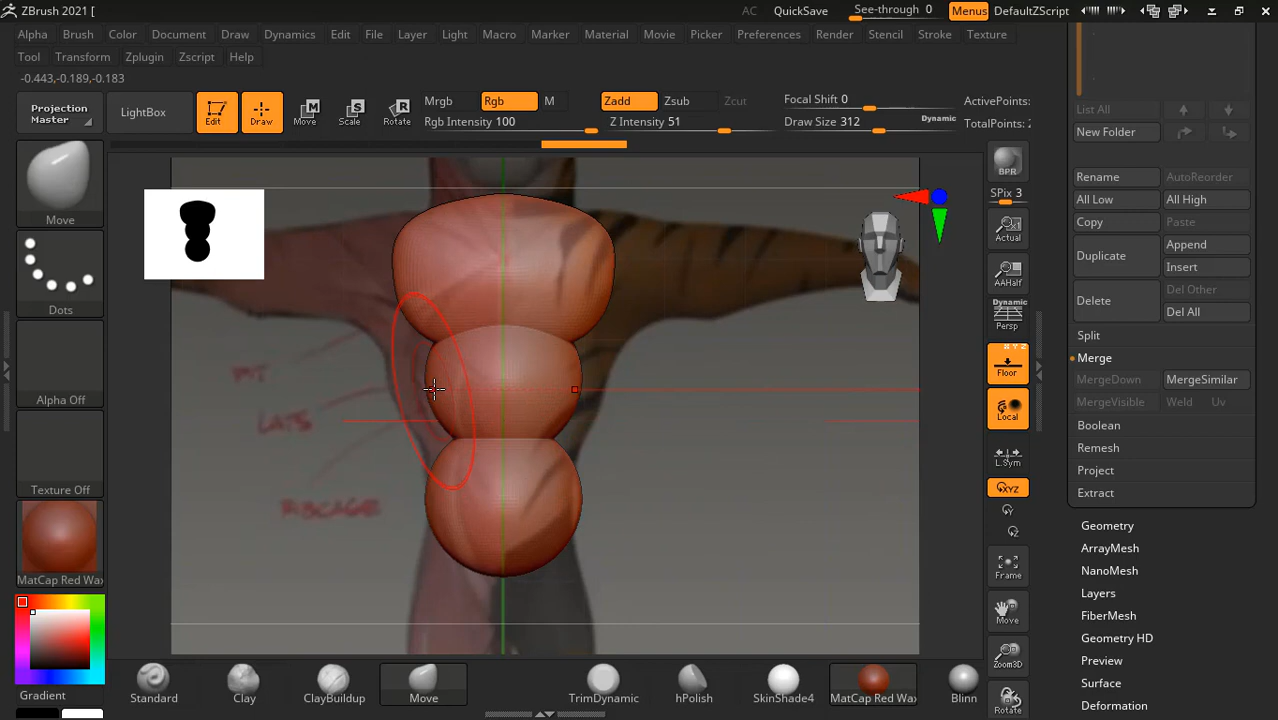 ZBrush 2021 [
AC QuickSave See-through 0 Menus DefaultZScript
Alpha Brush Color Document Draw Dynamics Edit File Layer Light Macro Marker Material Movie Picker Preferences Render Stencil Stroke Texture
Tool Transform Zplugin Zscript Help
-0.443,-0.189,-0.183
Projection Master
LightBox
Edit
Draw
Move
Scale
Rotate
Mrgb Rgb M
Rgb Intensity 100
Zadd Zsub Zcut
Z Intensity 51
Focal Shift 0
Draw Size 312 Dynamic
ActivePoints:
TotalPoints: 2
Move
Dots
Alpha Off
Texture Off
MatCap Red Wax
Gradient
LATS
RIBCAGE
BPR
SPix 3
Actual
AAHalf
Dynamic
Persp
X Y Z
Floor
Local
L.Sym
XYZ
Y
Z
Frame
Move
Zoom3D
Rotate
List All
New Folder
Rename AutoReorder
All Low All High
Copy Paste
Duplicate Append
Insert
Delete Del Other
Del All
Split
Merge
MergeDown MergeSimilar
MergeVisible Weld Uv
Boolean
Remesh
Project
Extract
Geometry
ArrayMesh
NanoMesh
Layers
FiberMesh
Geometry HD
Preview
Surface
Deformation
Standard Clay ClayBuildup Move TrimDynamic hPolish SkinShade4 MatCap Red Wax Blinn